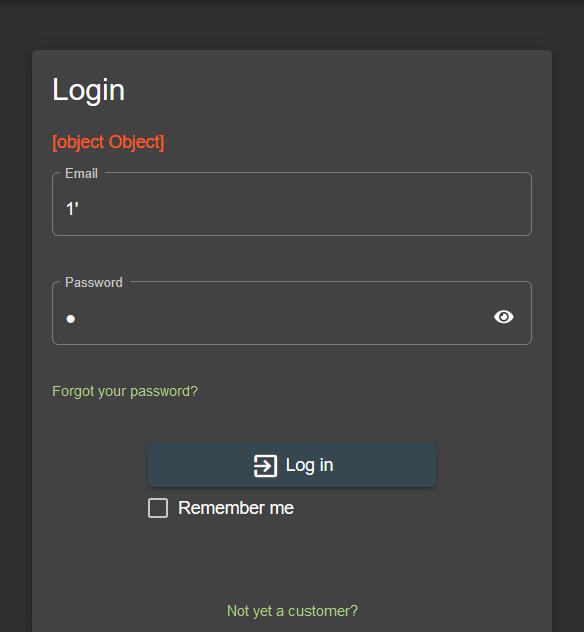 Login
[object Object]
Email
1'
Password
Forgot your password?
Log in
Remember me
Not yet a customer?